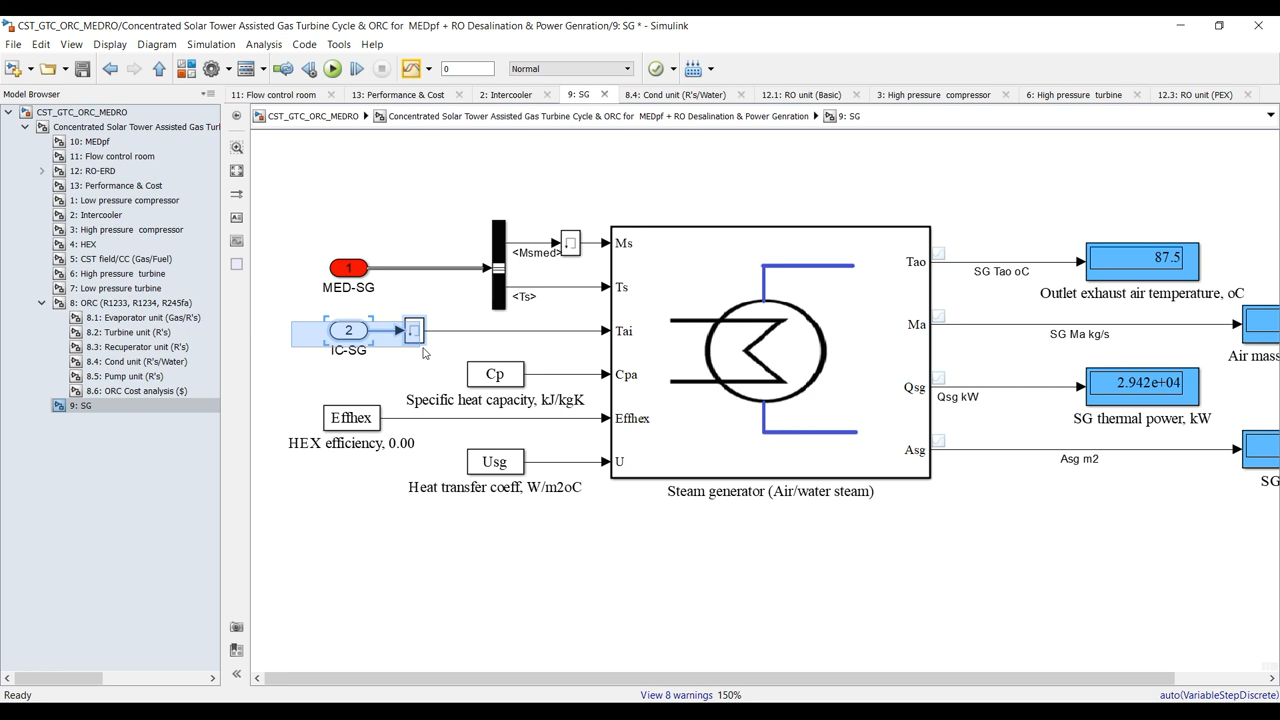 CST_GTC_ORC_MEDRO/Concentrated Solar Tower Assisted Gas Turbine Cycle & ORC for  MEDpf + RO Desalination & Power Genration/9: SG * - Simulink
File Edit View Display Diagram Simulation Analysis Code Tools Help
0 Normal
Model Browser
11: Flow control room 13: Performance & Cost 2: Intercooler 9: SG 8.4: Cond unit (R's/Water) 12.1: RO unit (Basic) 3: High pressure  compressor 6: High pressure  turbine 12.3: RO unit (PEX)
CST_GTC_ORC_MEDRO Concentrated Solar Tower Assisted Gas Turbine Cycle & ORC for  MEDpf + RO Desalination & Power Genration 9: SG
CST_GTC_ORC_MEDRO
Concentrated Solar Tower Assisted Gas Tur
10: MEDpf
11: Flow control room
12: RO-ERD
13: Performance & Cost
1: Low pressure compressor
2: Intercooler
3: High pressure  compressor
4: HEX
5: CST field/CC (Gas/Fuel)
6: High pressure  turbine
7: Low pressure turbine
8: ORC (R1233, R1234, R245fa)
8.1: Evaporator unit (Gas/R's)
8.2: Turbine unit (R's)
8.3: Recuperator unit (R's)
8.4: Cond unit (R's/Water)
8.5: Pump unit (R's)
8.6: ORC Cost analysis ($)
9: SG
1
MED-SG
<Msmed>
<Ts>
2
IC-SG
Cp
Specific heat capacity, kJ/kgK
Effhex
HEX efficiency, 0.00
Usg
Heat transfer coeff, W/m2oC
Ms
Ts
Tai
Cpa
Effhex
U
Tao
Ma
Qsg
Asg
Steam generator (Air/water steam)
SG Tao oC
87.5
Outlet exhaust air temperature, oC
SG Ma kg/s
Air mass
Qsg kW
2.942e+04
SG thermal power, kW
Asg m2
SG
Ready
View 8 warnings 150%
auto(VariableStepDiscrete)